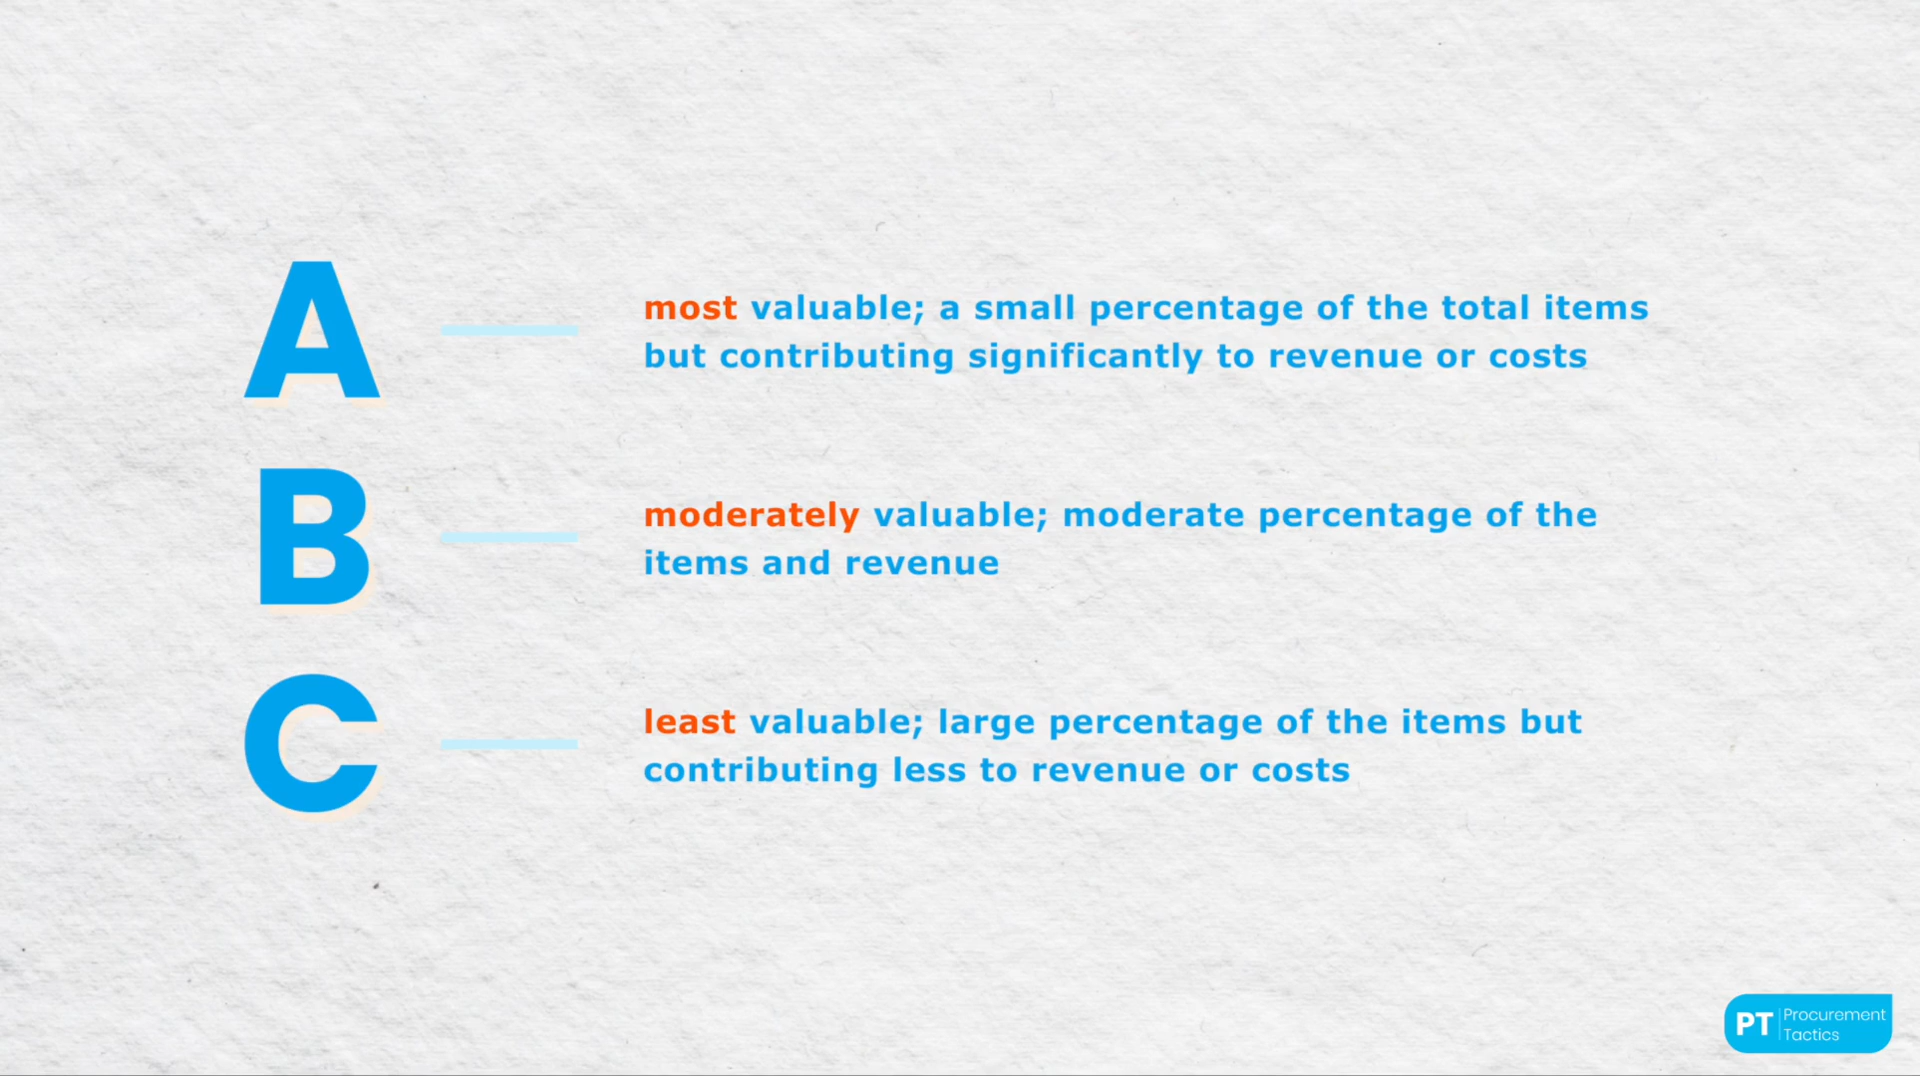 A
most valuable; a small percentage of the total items
but contributing significantly to revenue or costs
B
moderately valuable; moderate percentage of the
items and revenue
C
least valuable; large percentage of the items but
contributing less to revenue or costs
PT
Procurement
Tactics